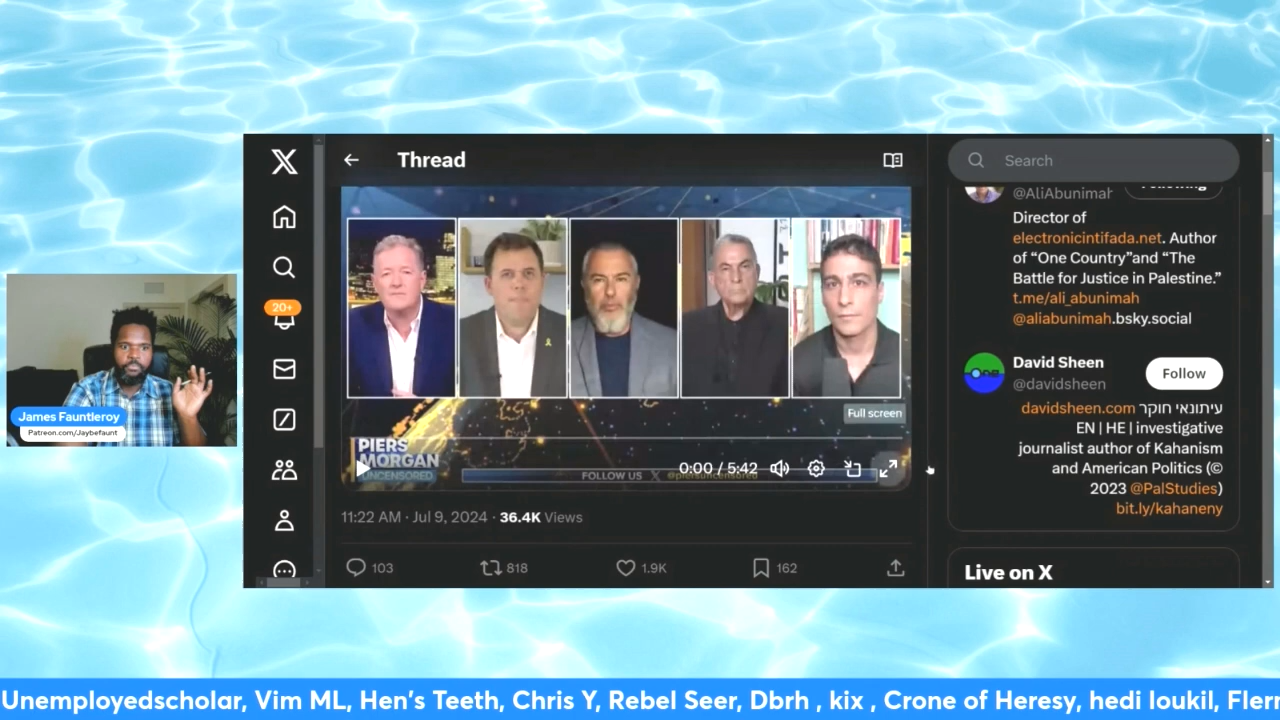 Thread
Search
@AliAbunimah
Following
Director of
electronicintifada.net. Author
of “One Country”and “The
Battle for Justice in Palestine.”
t.me/ali_abunimah
@aliabunimah.bsky.social
20+
David Sheen
@davidsheen
Follow
davidsheen.com עיתונאי חוקר
EN | HE | investigative
journalist author of Kahanism
and American Politics (©
2023 @PalStudies)
bit.ly/kahaneny
Live on X
Full screen
PIERS
MORGAN
UNCENSORED
0:00 / 5:42
FOLLOW US X @piersuncensored
11:22 AM · Jul 9, 2024 · 36.4K Views
103 818 1.9K 162
James Fauntleroy
Patreon.com/Jaybefaunt
Unemployedscholar, Vim ML, Hen's Teeth, Chris Y, Rebel Seer, Dbrh , kix , Crone of Heresy, hedi loukil, Flerr